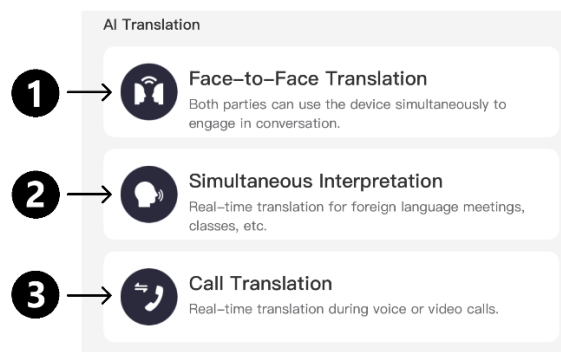 AI Translation
1
Face-to-Face Translation
Both parties can use the device simultaneously to
engage in conversation.
2
Simultaneous Interpretation
Real-time translation for foreign language meetings,
classes, etc.
3
Call Translation
Real-time translation during voice or video calls.